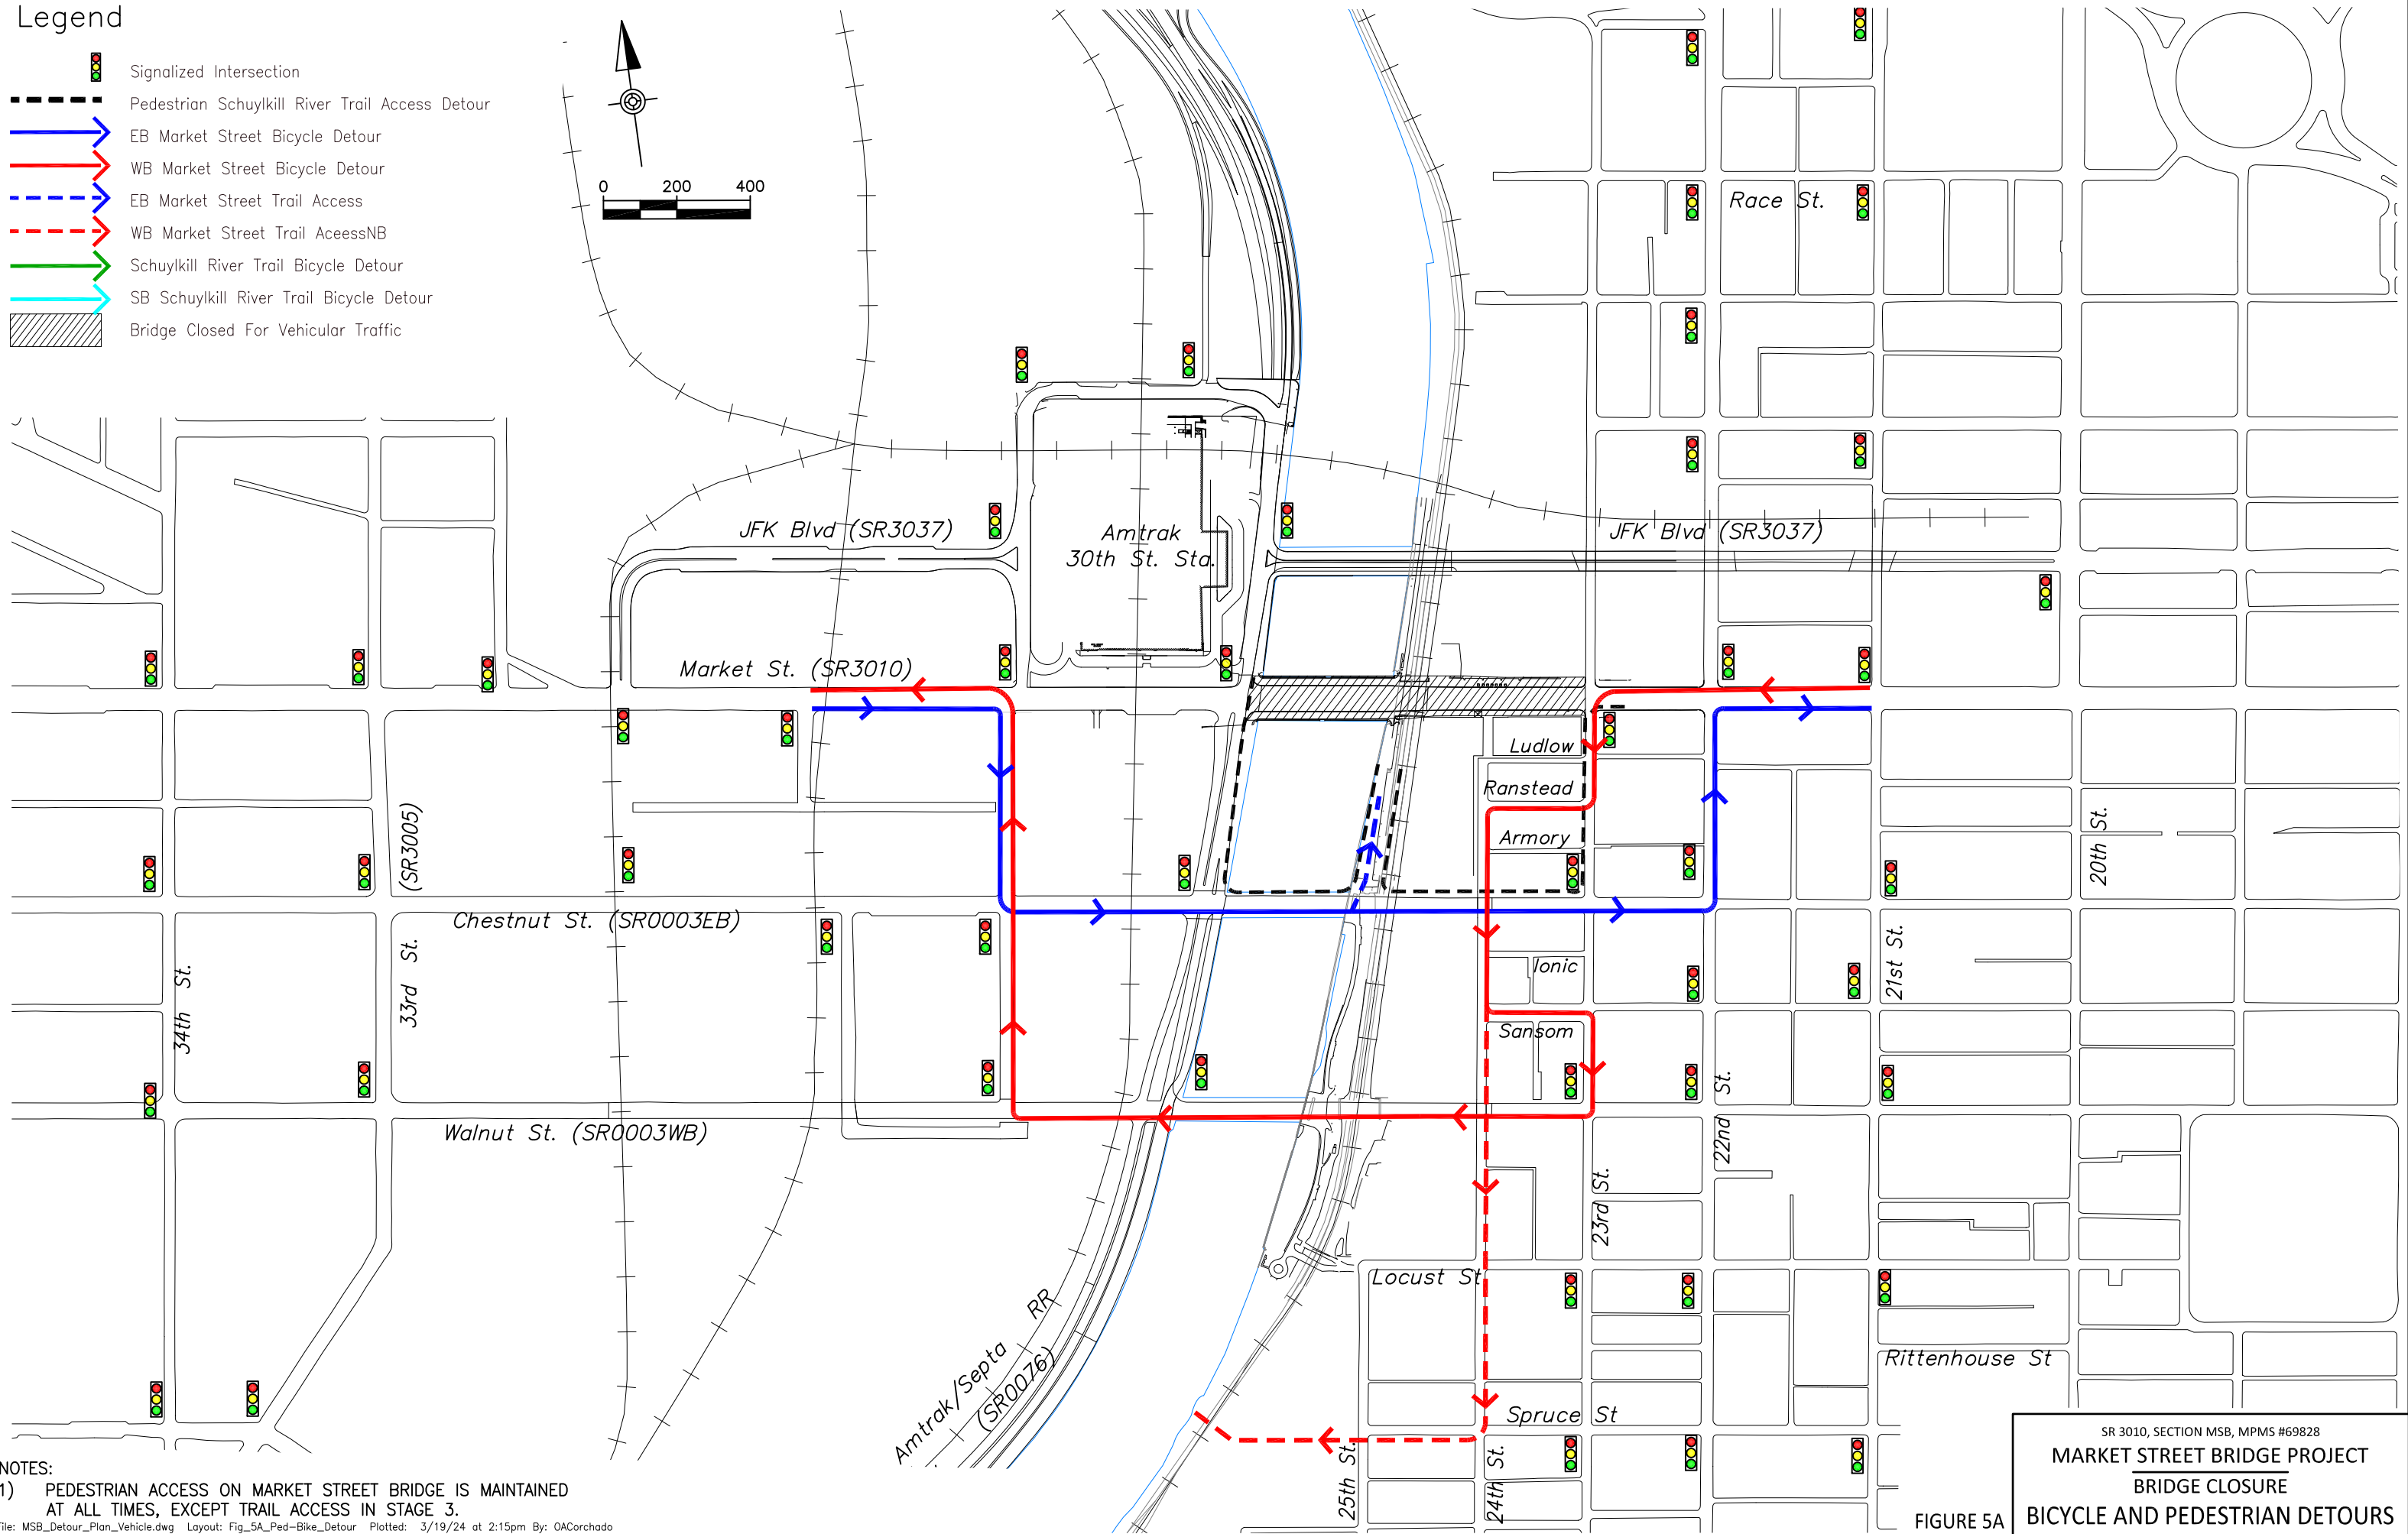 Legend
Signalized Intersection
Pedestrian Schuylkill River Trail Access Detour
EB Market Street Bicycle Detour
WB Market Street Bicycle Detour
EB Market Street Trail Access
WB Market Street Trail AceessNB
Schuylkill River Trail Bicycle Detour
SB Schuylkill River Trail Bicycle Detour
Bridge Closed For Vehicular Traffic
0 200 400
Race St.
JFK Blvd (SR3037)
Amtrak
30th St. Sta.
JFK Blvd (SR3037)
Market St. (SR3010)
Ludlow
Ranstead
Armory
(SR3005)
20th St.
Chestnut St. (SR0003EB)
34th St.
33rd St.
Ionic
21st St.
Sansom
22nd St.
Walnut St. (SR0003WB)
23rd St.
Locust St
Amtrak/Septa RR
(SR0076)
Rittenhouse St
Spruce St
25th St.
24th St.
NOTES:
1) PEDESTRIAN ACCESS ON MARKET STREET BRIDGE IS MAINTAINED
AT ALL TIMES, EXCEPT TRAIL ACCESS IN STAGE 3.
File: MSB_Detour_Plan_Vehicle.dwg Layout: Fig_5A_Ped-Bike_Detour Plotted: 3/19/24 at 2:15pm By: OACorchado
SR 3010, SECTION MSB, MPMS #69828
MARKET STREET BRIDGE PROJECT
BRIDGE CLOSURE
BICYCLE AND PEDESTRIAN DETOURS
FIGURE 5A